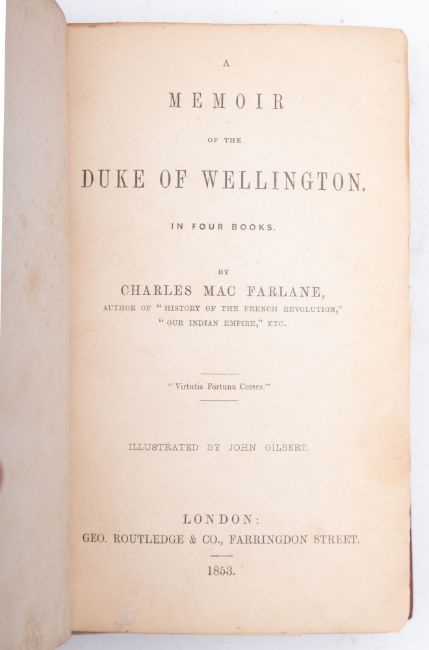 A
MEMOIR
OF THE
DUKE OF WELLINGTON.
IN FOUR BOOKS.
BY
CHARLES MAC FARLANE,
AUTHOR OF "HISTORY OF THE FRENCH REVOLUTION,"
"OUR INDIAN EMPIRE," ETC.
"Virtutis Fortuna Comes."
ILLUSTRATED BY JOHN GILBERT.
LONDON:
GEO. ROUTLEDGE & CO., FARRINGDON STREET.
1853.